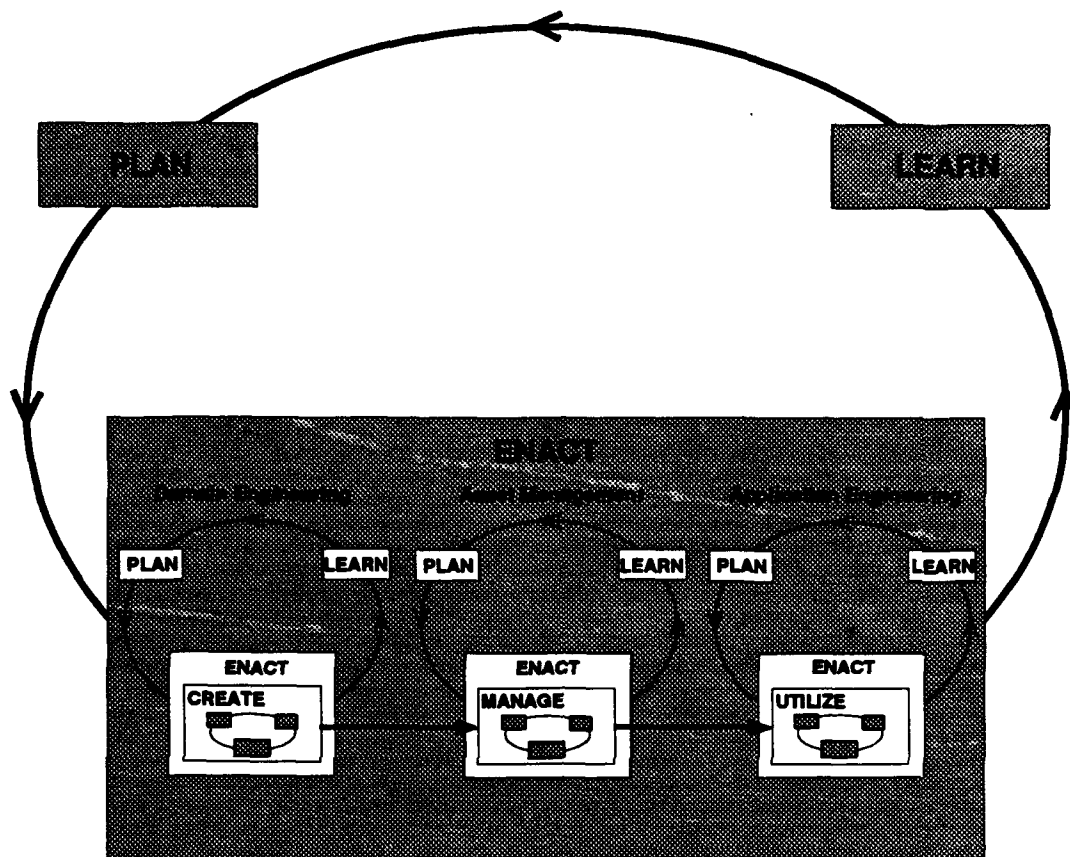 PLAN
LEARN
ENACT
Domain Engineering
Asset Management
Application Engineering
PLAN
LEARN
PLAN
LEARN
PLAN
LEARN
ENACT
ENACT
ENACT
CREATE
MANAGE
UTILIZE